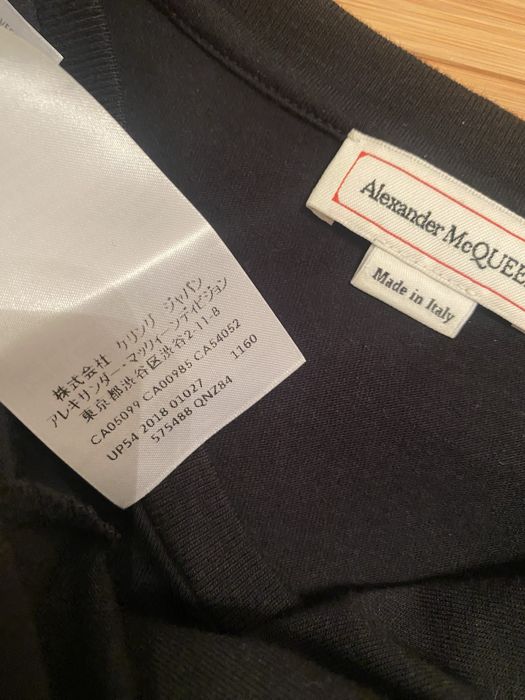 Alexander McQUEE
Made in Italy
株式会社 ケリング ジャパン
アレキサンダー・マックイーンディビジョン
東京都渋谷区渋谷2-11-8
CA05099 CA00985 CA54052
UP54 2018 01027 1160
575488 QNZ84